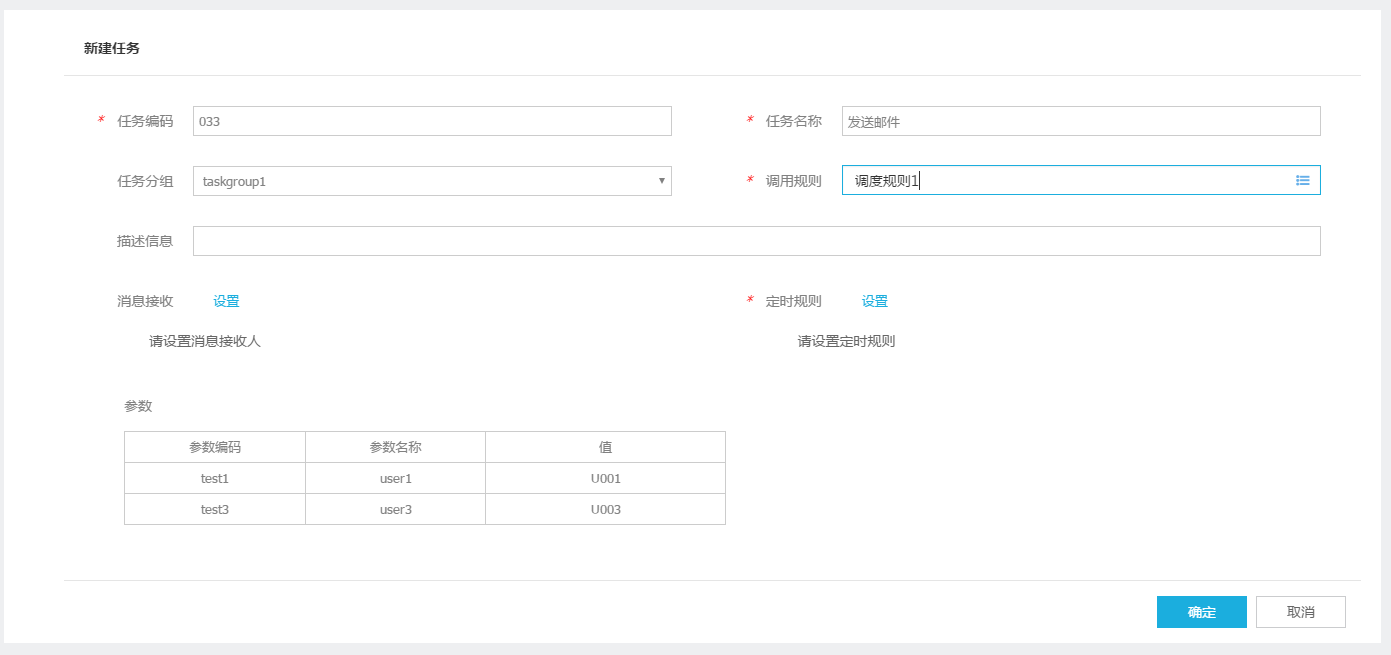 新建任务
* 任务编码 033 * 任务名称 发送邮件
任务分组 taskgroup1 * 调用规则 调度规则1
描述信息
消息接收 设置 * 定时规则 设置
请设置消息接收人 请设置定时规则
参数
参数编码 参数名称 值
test1 user1 U001
test3 user3 U003
确定 取消